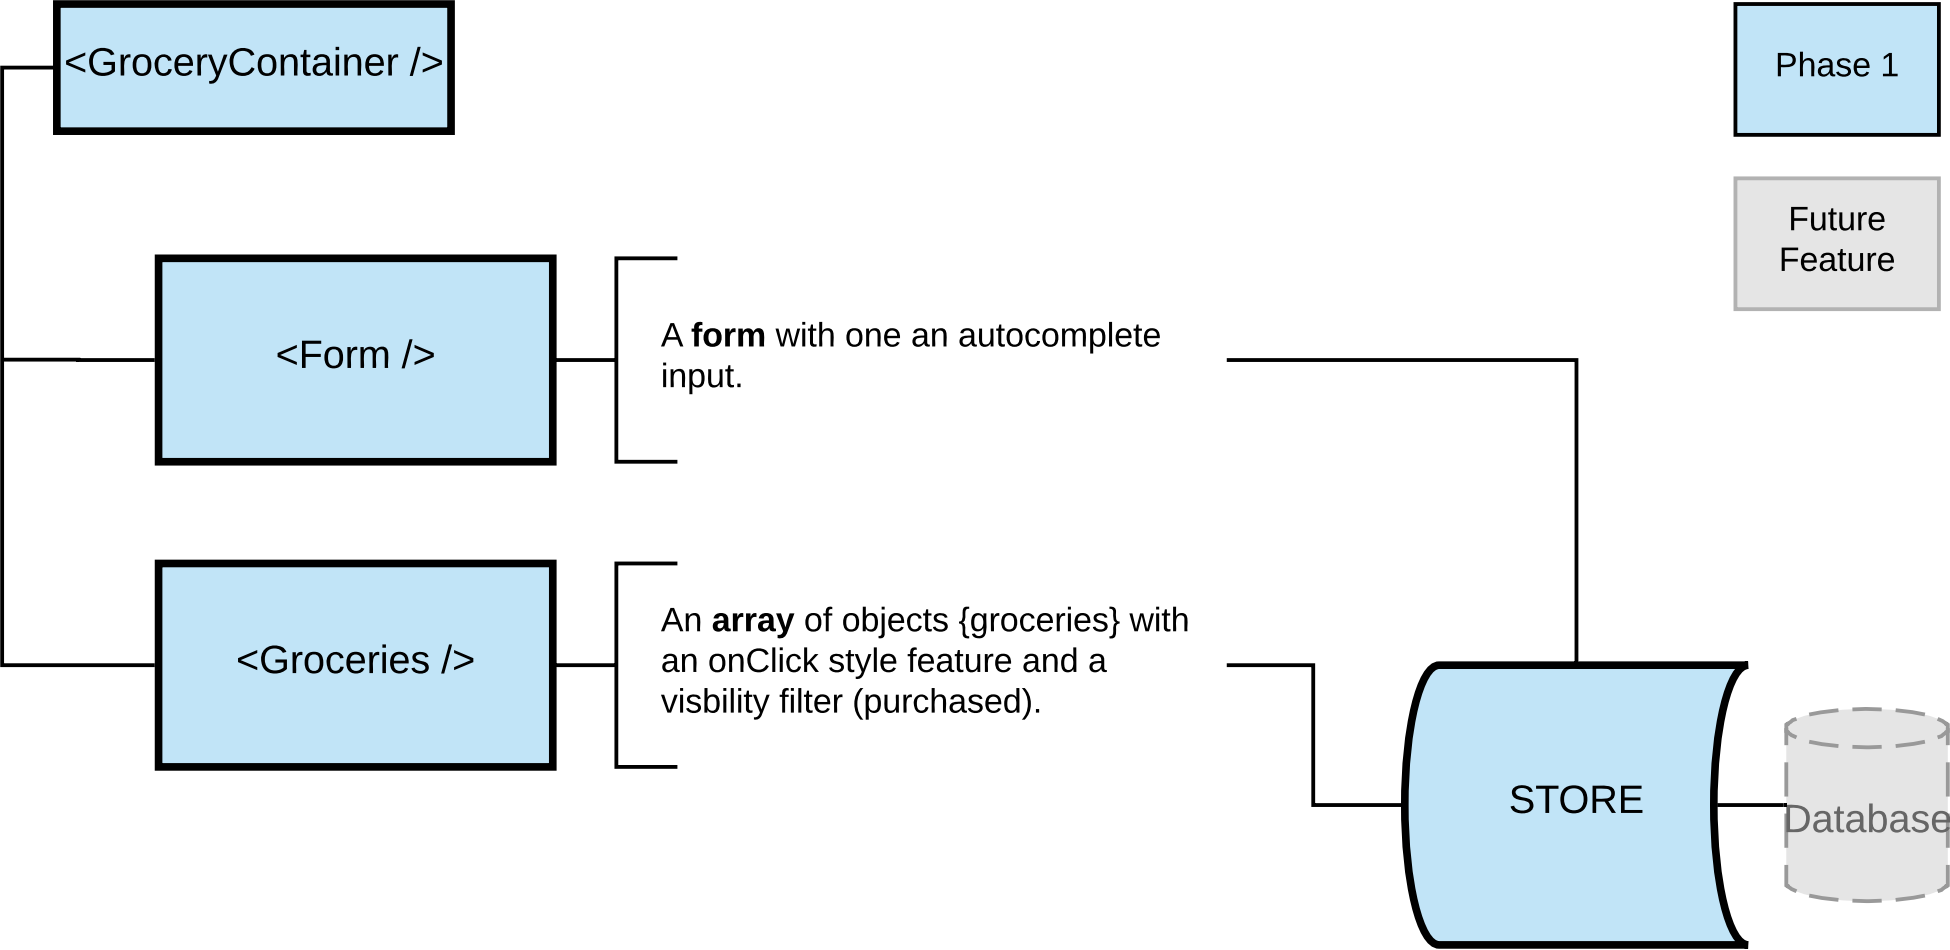 <GroceryContainer />
Phase 1
Future
Feature
<Form />
A form with one an autocomplete
input.
<Groceries />
An array of objects {groceries} with
an onClick style feature and a
visbility filter (purchased).
STORE
Database